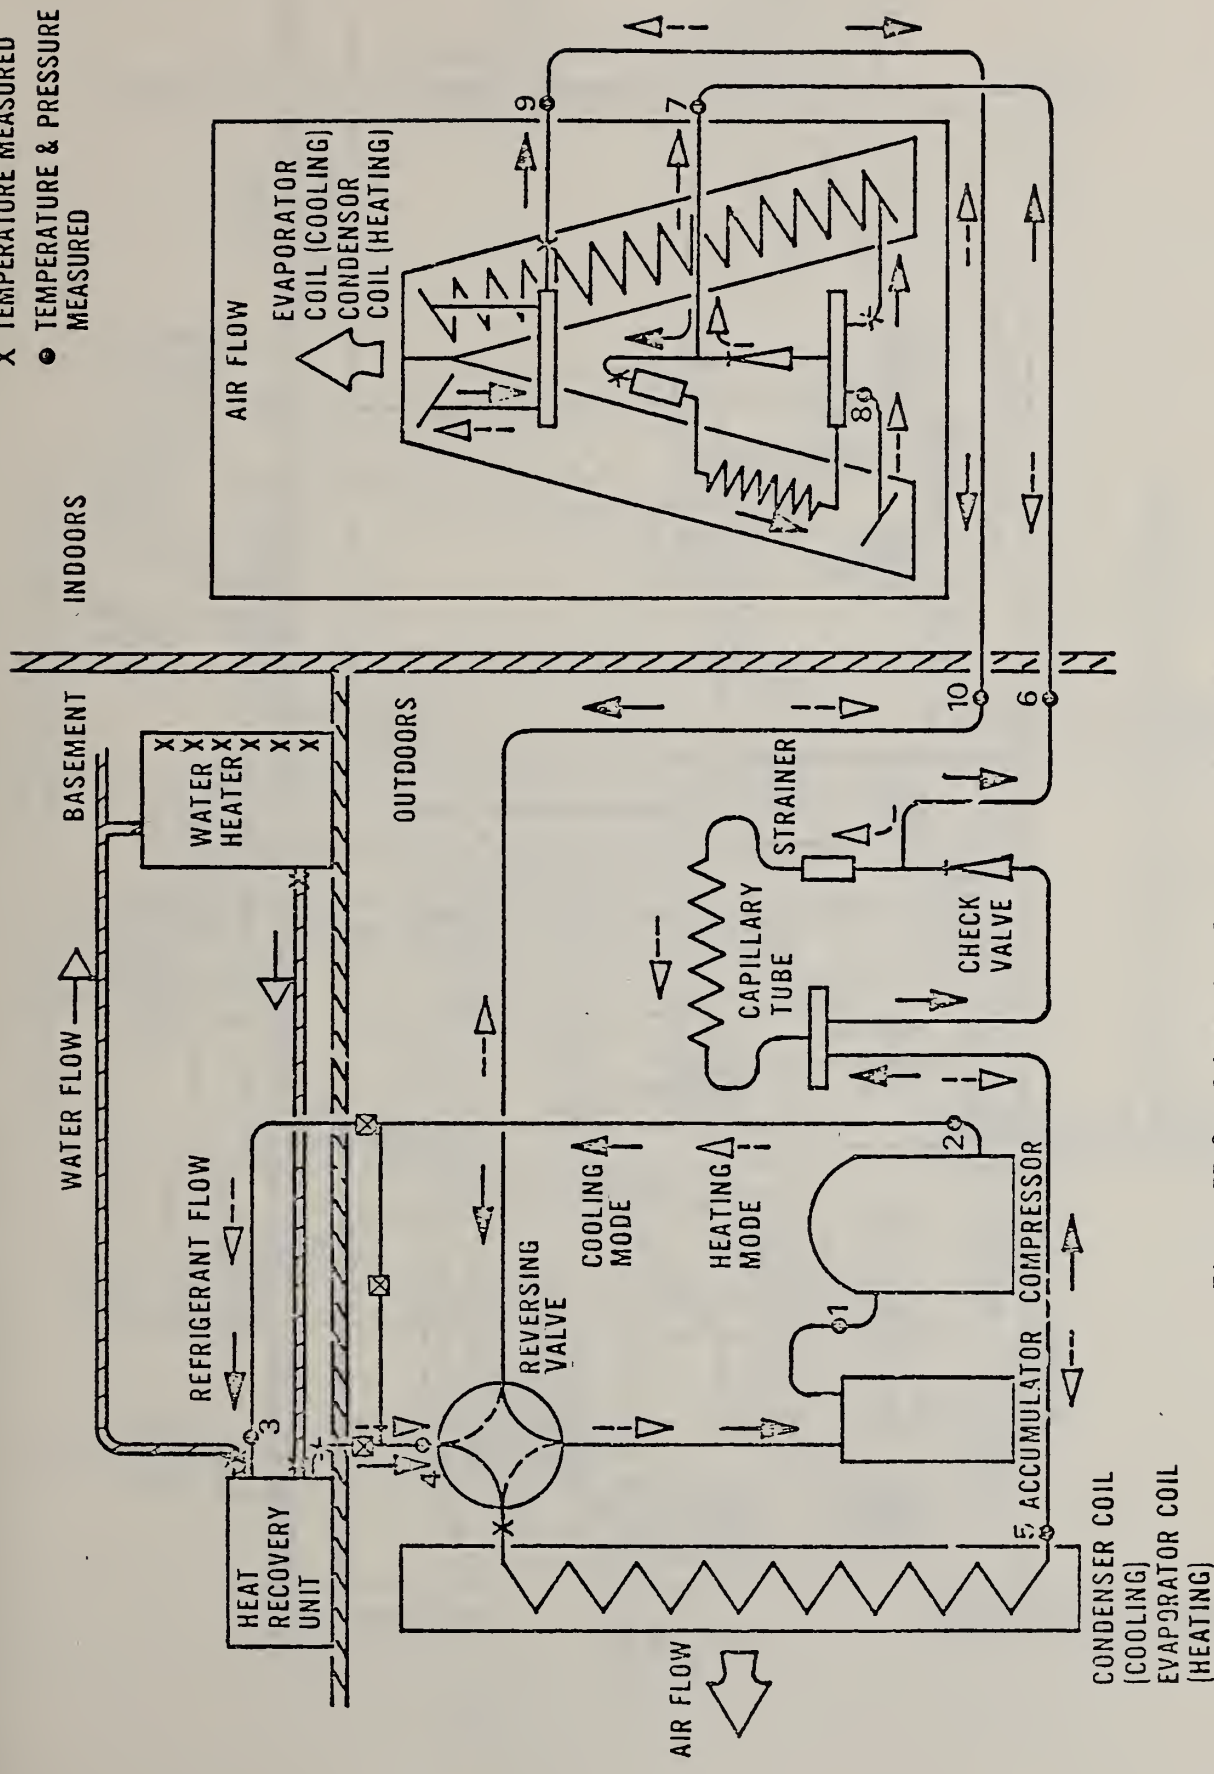 X TEMPERATURE MEASURED
TEMPERATURE & PRESSURE
MEASURED
INDOORS
AIR FLOW
EVAPORATOR
COIL (COOLING)
CONDENSOR
COIL (HEATING)
9
7
8
BASEMENT
WATER FLOW
WATER
HEATER
X X X X X X
REFRIGERANT FLOW
HEAT
RECOVERY
UNIT
3
4
OUTDOORS
10
6
STRAINER
CAPILLARY
TUBE
CHECK
VALVE
COOLING
MODE
HEATING
MODE
REVERSING
VALVE
X
2
1
COMPRESSOR
ACCUMULATOR
5
AIR FLOW
CONDENSER COIL
(COOLING)
EVAPORATOR COIL
(HEATING)